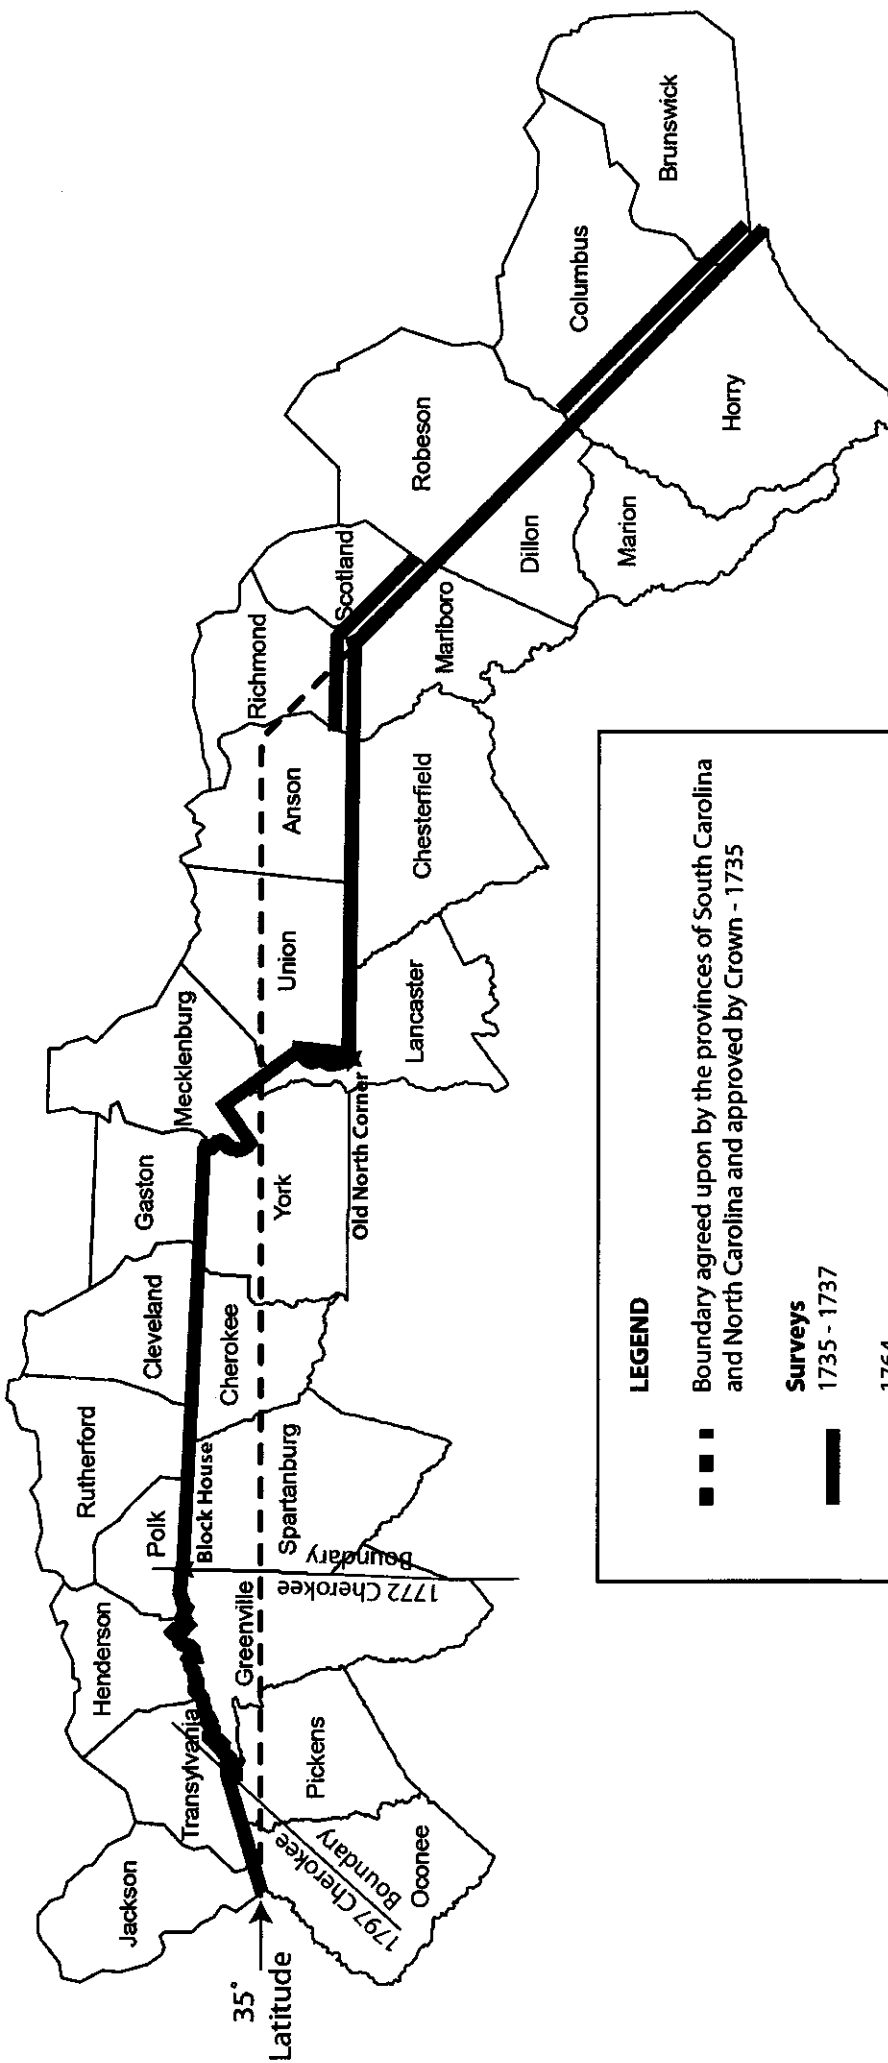 35°
Latitude
Jackson
Transylvania
Henderson
Polk
Rutherford
Cleveland
Gaston
Mecklenburg
Union
Anson
Richmond
Scotland
Robeson
Columbus
Brunswick
Oconee
1797 Cherokee
Boundary
Pickens
Greenville
1772 Cherokee
Boundary
Block House
Spartanburg
Cherokee
York
Old North Corner
Lancaster
Chesterfield
Marlboro
Dillon
Marion
Horry
LEGEND
Boundary agreed upon by the provinces of South Carolina
and North Carolina and approved by Crown - 1735
Surveys
1735 - 1737
1764